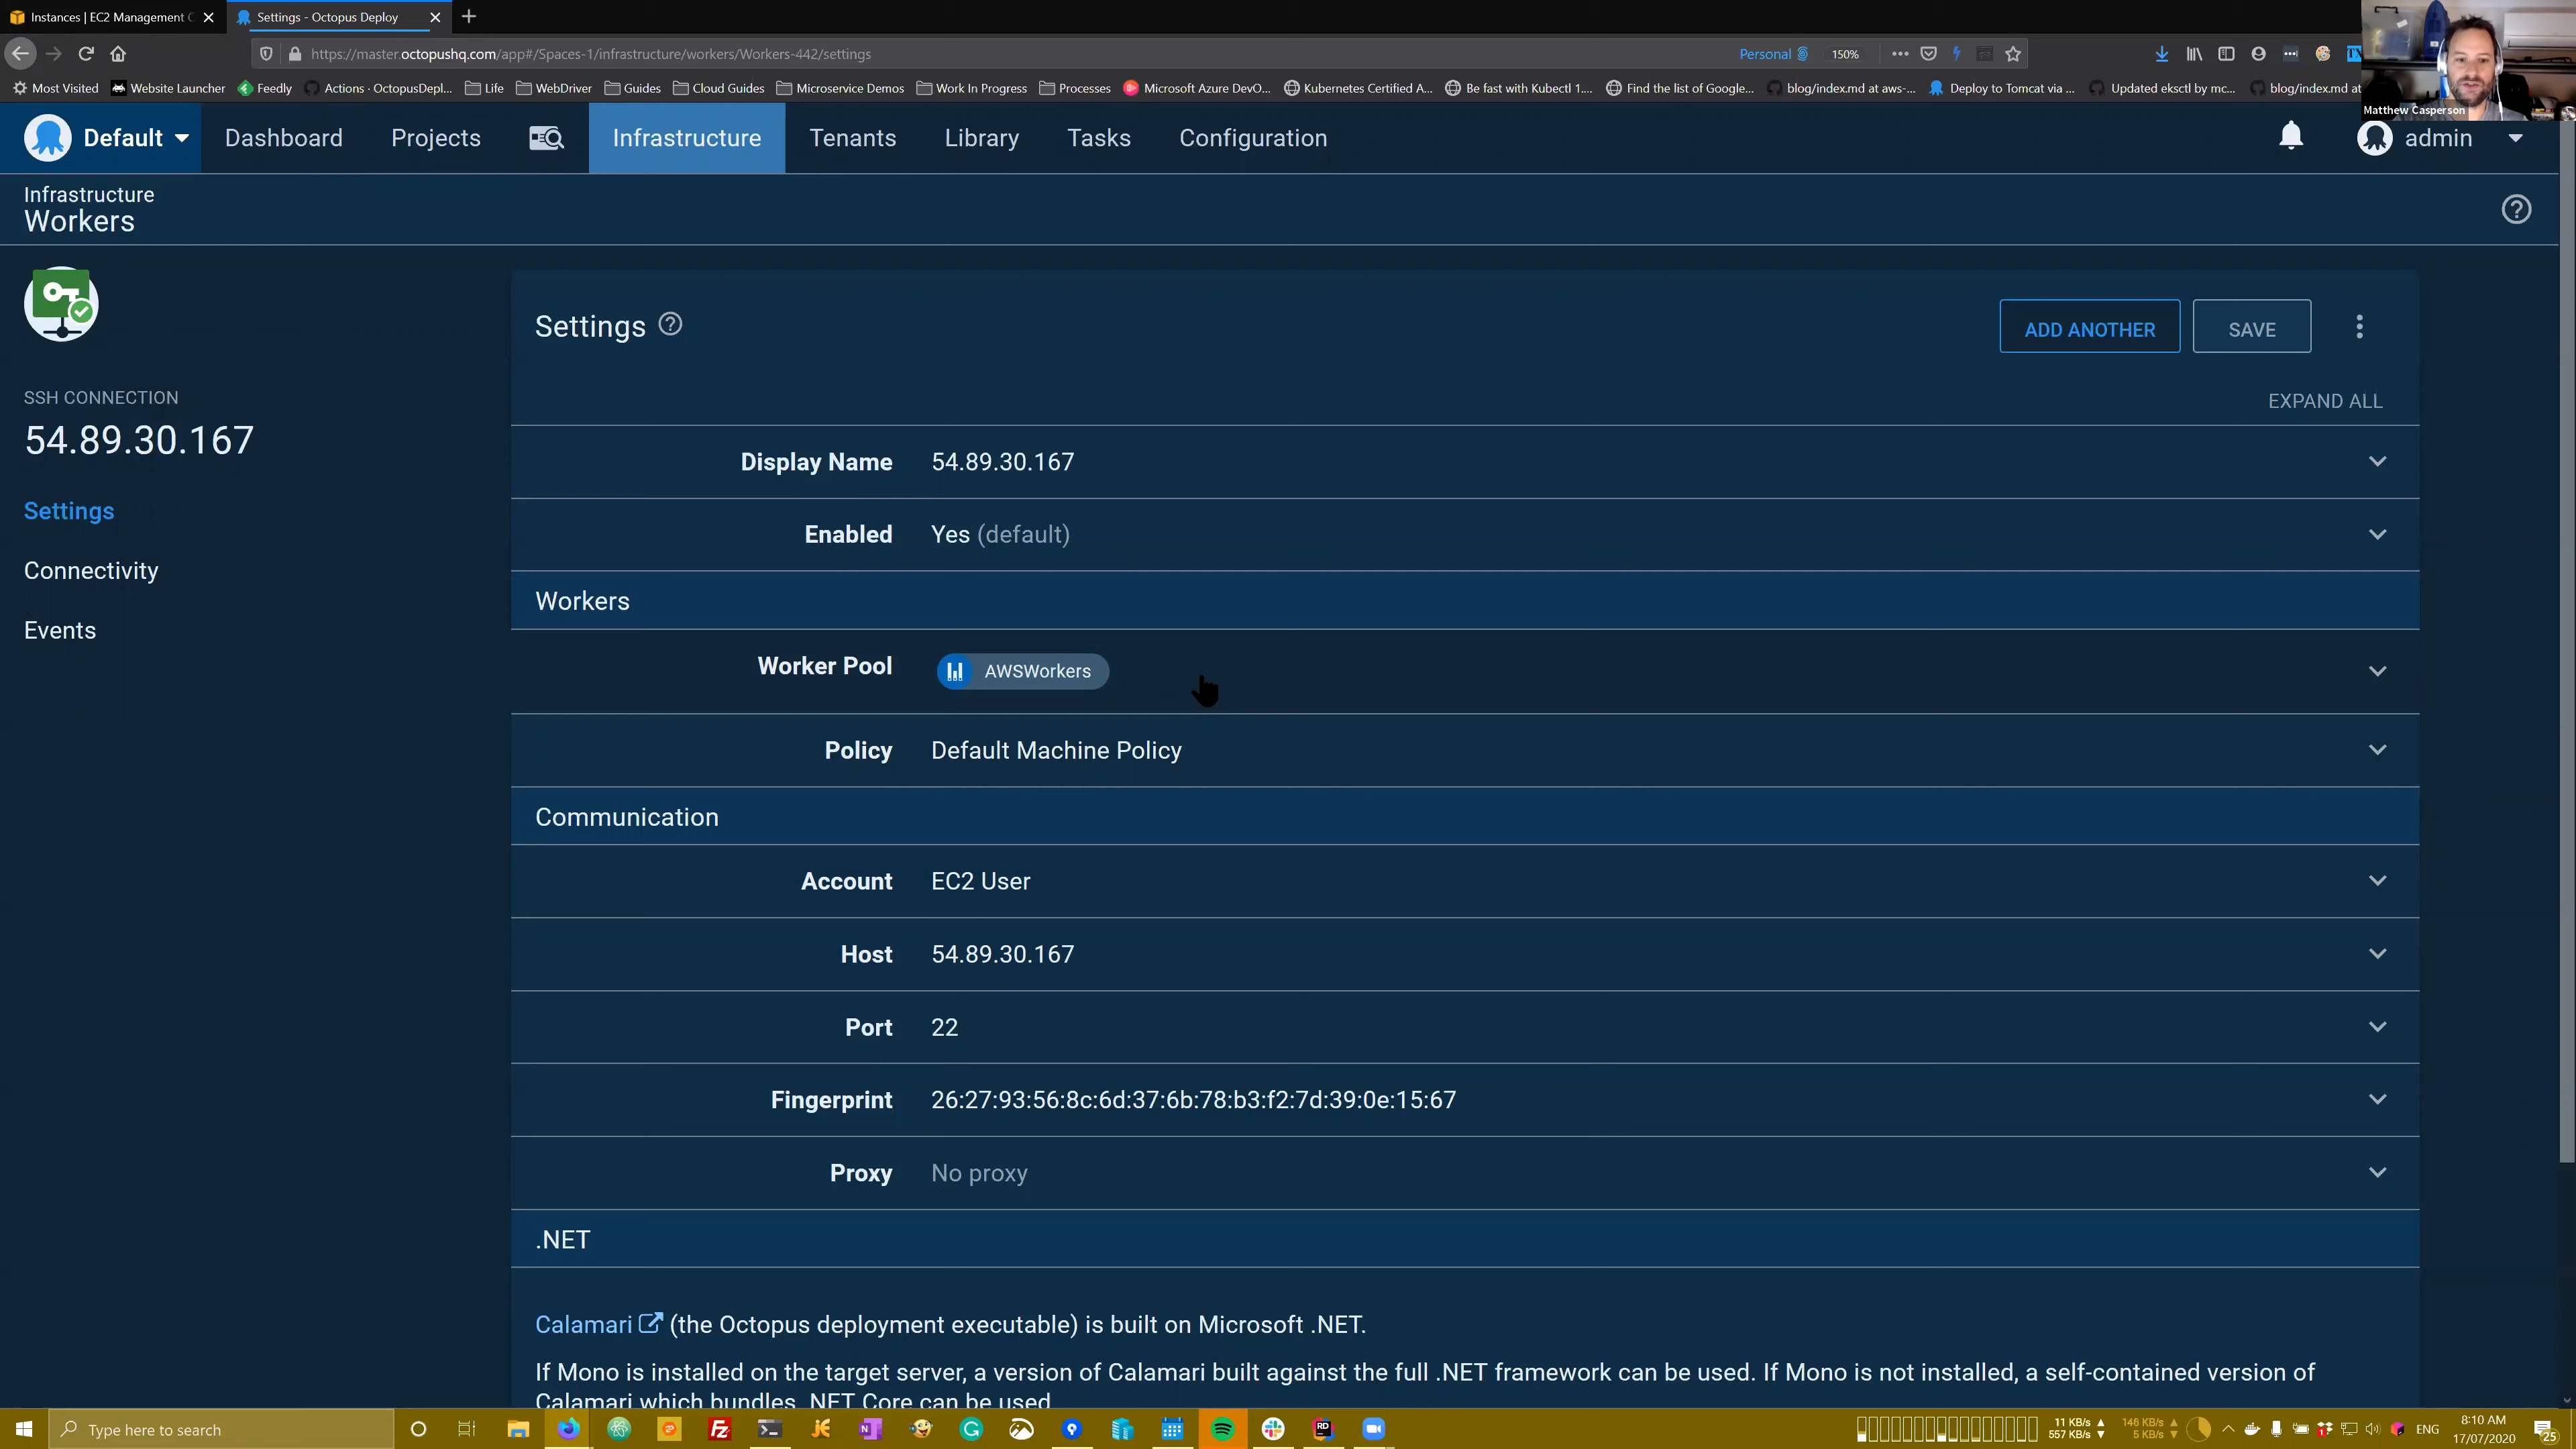 Instances | EC2 Management C
Settings - Octopus Deploy
https://master.octopushq.com/app#/Spaces-1/infrastructure/workers/Workers-442/settings
Personal
150%
Most Visited
Website Launcher
Feedly
Actions · OctopusDepl...
Life
WebDriver
Guides
Cloud Guides
Microservice Demos
Work In Progress
Processes
Microsoft Azure DevO...
Kubernetes Certified A...
Be fast with Kubectl 1....
Find the list of Google...
blog/index.md at aws-...
Deploy to Tomcat via ...
Updated eksctl by mc...
blog/index.md at
Matthew Casperson
Default
Dashboard
Projects
Infrastructure
Tenants
Library
Tasks
Configuration
admin
Infrastructure
Workers
SSH CONNECTION
54.89.30.167
Settings
Connectivity
Events
Settings
ADD ANOTHER
SAVE
EXPAND ALL
Display Name 54.89.30.167
Enabled Yes (default)
Workers
Worker Pool AWSWorkers
Policy Default Machine Policy
Communication
Account EC2 User
Host 54.89.30.167
Port 22
Fingerprint 26:27:93:56:8c:6d:37:6b:78:b3:f2:7d:39:0e:15:67
Proxy No proxy
.NET
Calamari (the Octopus deployment executable) is built on Microsoft .NET.
If Mono is installed on the target server, a version of Calamari built against the full .NET framework can be used. If Mono is not installed, a self-contained version of
Calamari which bundles .NET Core can be used
Type here to search
11 KB/s
557 KB/s
146 KB/s
5 KB/s
ENG
8:10 AM
17/07/2020
25